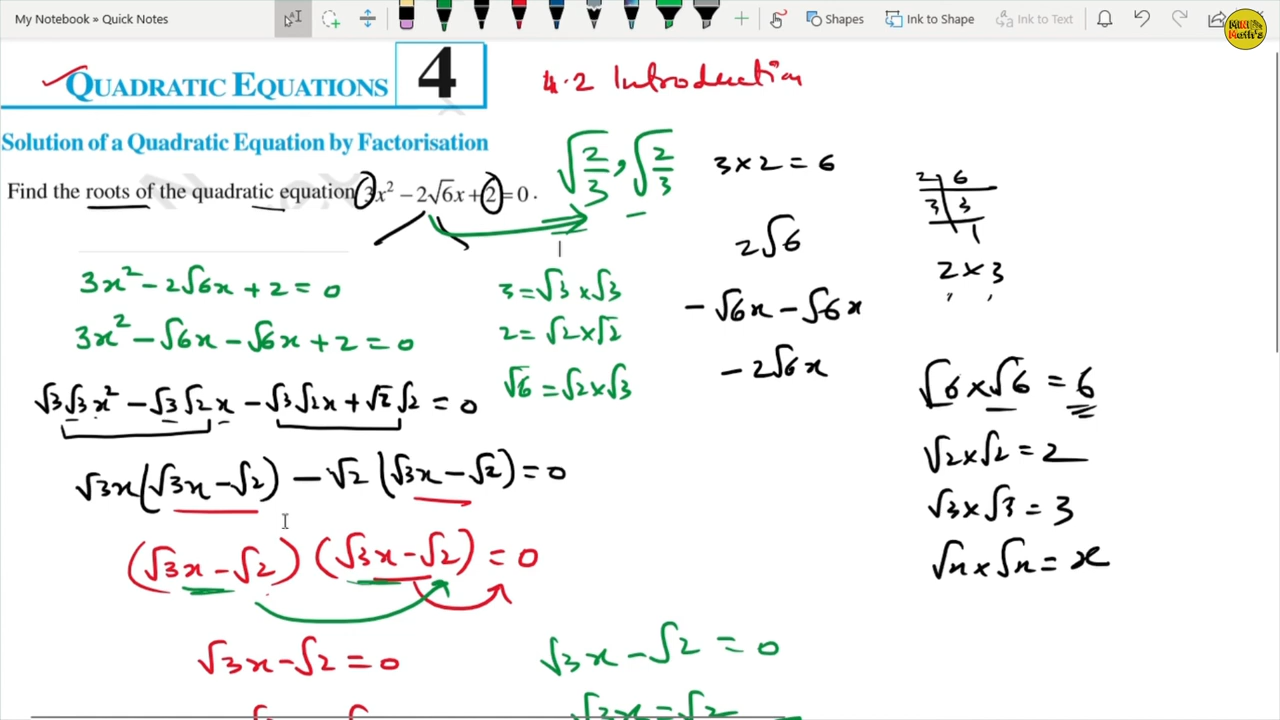 My Notebook » Quick Notes
Shapes
Ink to Shape
Ink to Text
MINI Math's
QUADRATIC EQUATIONS
4
4.2 Introduction
Solution of a Quadratic Equation by Factorisation
Find the roots of the quadratic equation 3x² − 2√6x + 2 = 0 .
√2/3 , √2/3
3 × 2 = 6
2 6
3 3
1
2 × 3
2√6
3x² − 2√6x + 2 = 0
3 = √3 × √3
− √6x − √6x
3x² − √6x − √6x + 2 = 0
2 = √2 × √2
− 2√6x
√6 = √2 × √3
√6 × √6 = 6
√3√3x² − √3√2x − √3√2x + √2√2 = 0
√2 × √2 = 2
√3x(√3x − √2) − √2(√3x − √2) = 0
√3 × √3 = 3
(√3x − √2)(√3x − √2) = 0
√x × √x = x
√3x − √2 = 0
√3x − √2 = 0
√3x = √2